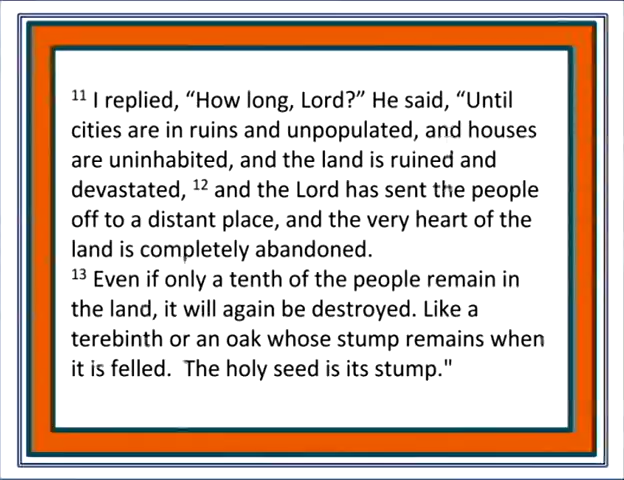 ¹¹ I replied, “How long, Lord?” He said, “Until
cities are in ruins and unpopulated, and houses
are uninhabited, and the land is ruined and
devastated, ¹² and the Lord has sent the people
off to a distant place, and the very heart of the
land is completely abandoned.
¹³ Even if only a tenth of the people remain in
the land, it will again be destroyed. Like a
terebinth or an oak whose stump remains when
it is felled.  The holy seed is its stump."